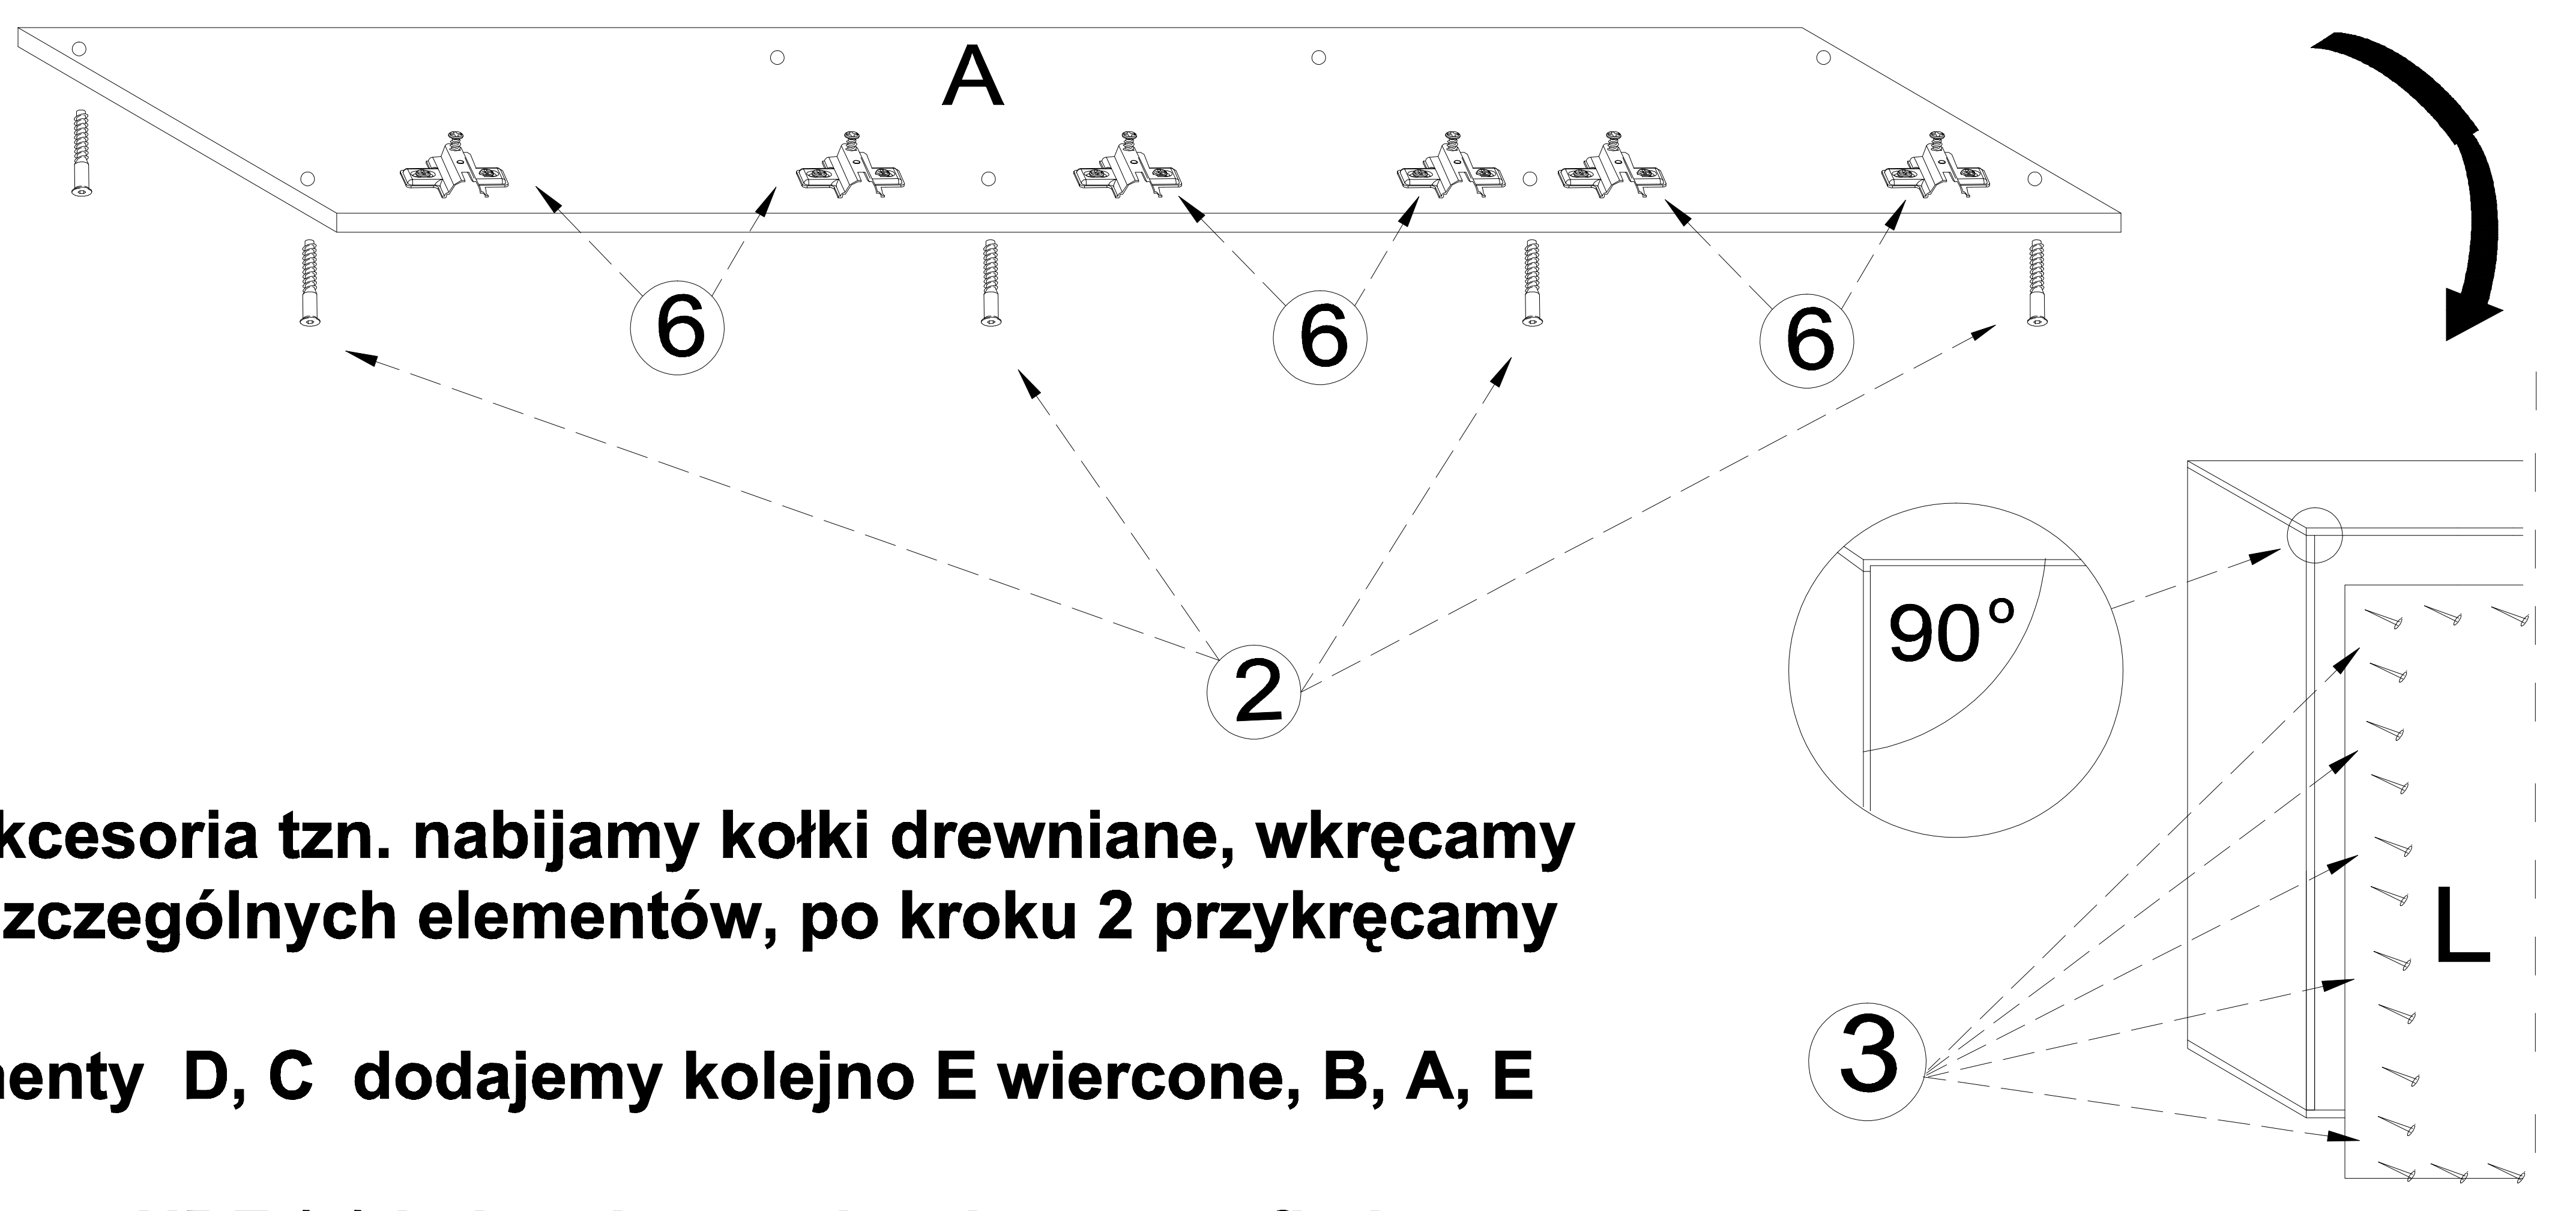 A
6 6 6
2
90°
kcesoria tzn. nabijamy kołki drewniane, wkręcamy
zczególnych elementów, po kroku 2 przykręcamy
L
3
enty D, C dodajemy kolejno E wiercone, B, A, E